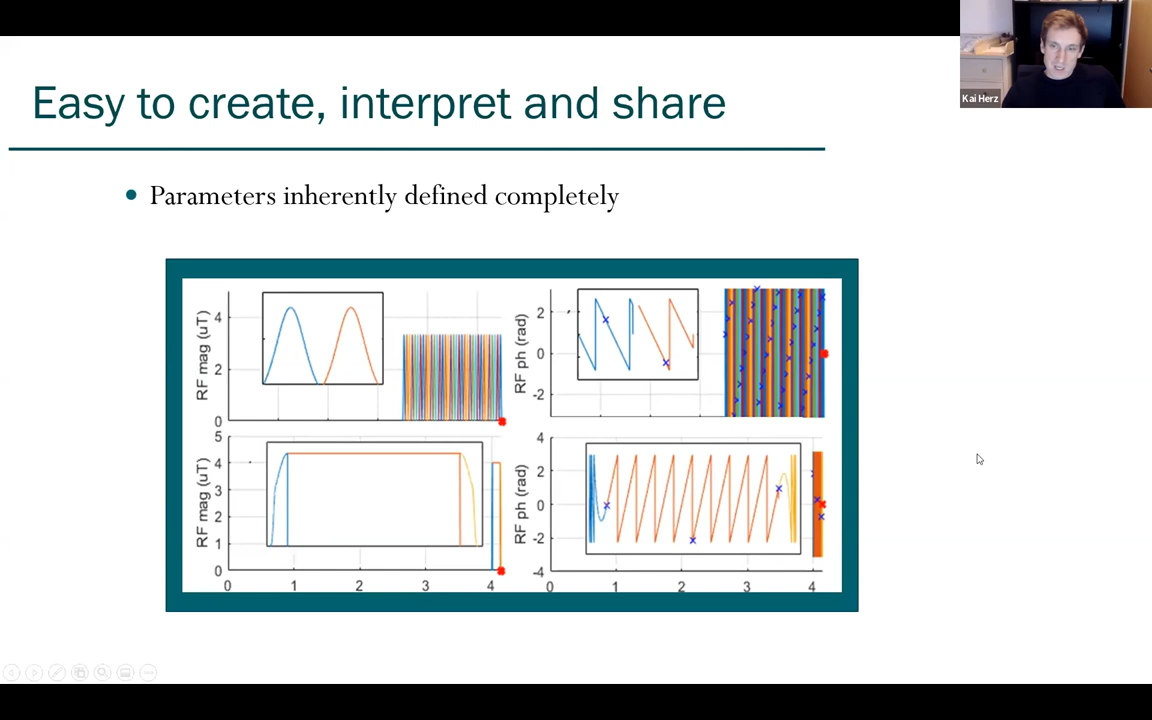 Kai Herz
Easy to create, interpret and share
Parameters inherently defined completely
RF mag (uT)
4
2
0
RF ph (rad)
2
0
-2
RF mag (uT)
5
4
3
2
1
0
0 1 2 3 4
RF ph (rad)
4
2
0
-2
-4
0 1 2 3 4